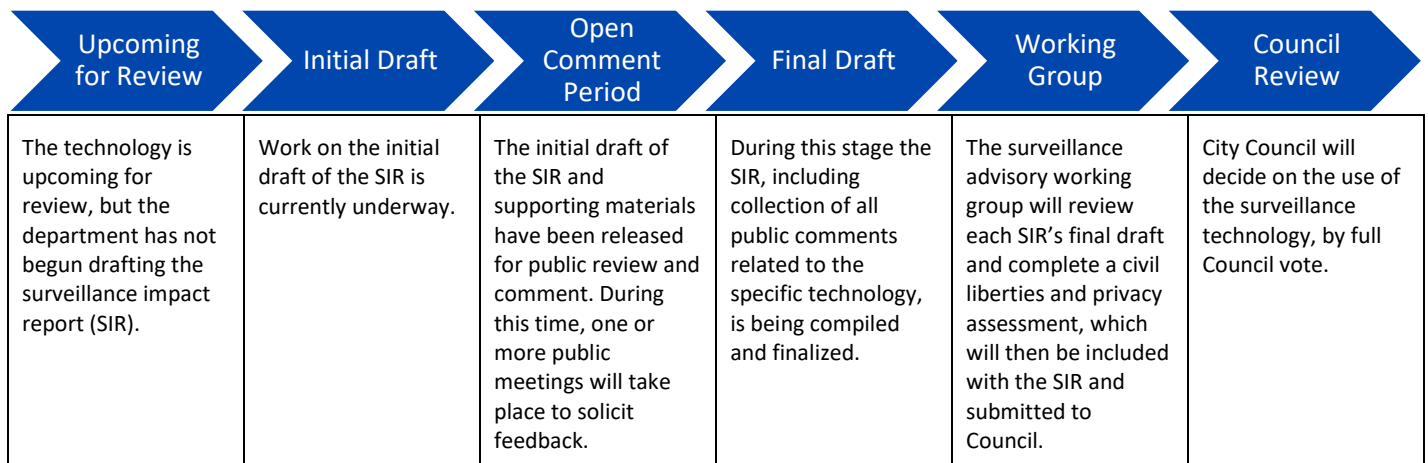 Upcoming
for Review
Initial Draft
Open
Comment
Period
Final Draft
Working
Group
Council
Review
The technology is
upcoming for
review, but the
department has not
begun drafting the
surveillance impact
report (SIR).
Work on the initial
draft of the SIR is
currently underway.
The initial draft of
the SIR and
supporting materials
have been released
for public review and
comment. During
this time, one or
more public
meetings will take
place to solicit
feedback.
During this stage the
SIR, including
collection of all
public comments
related to the
specific technology,
is being compiled
and finalized.
The surveillance
advisory working
group will review
each SIR’s final draft
and complete a civil
liberties and privacy
assessment, which
will then be included
with the SIR and
submitted to
Council.
City Council will
decide on the use of
the surveillance
technology, by full
Council vote.